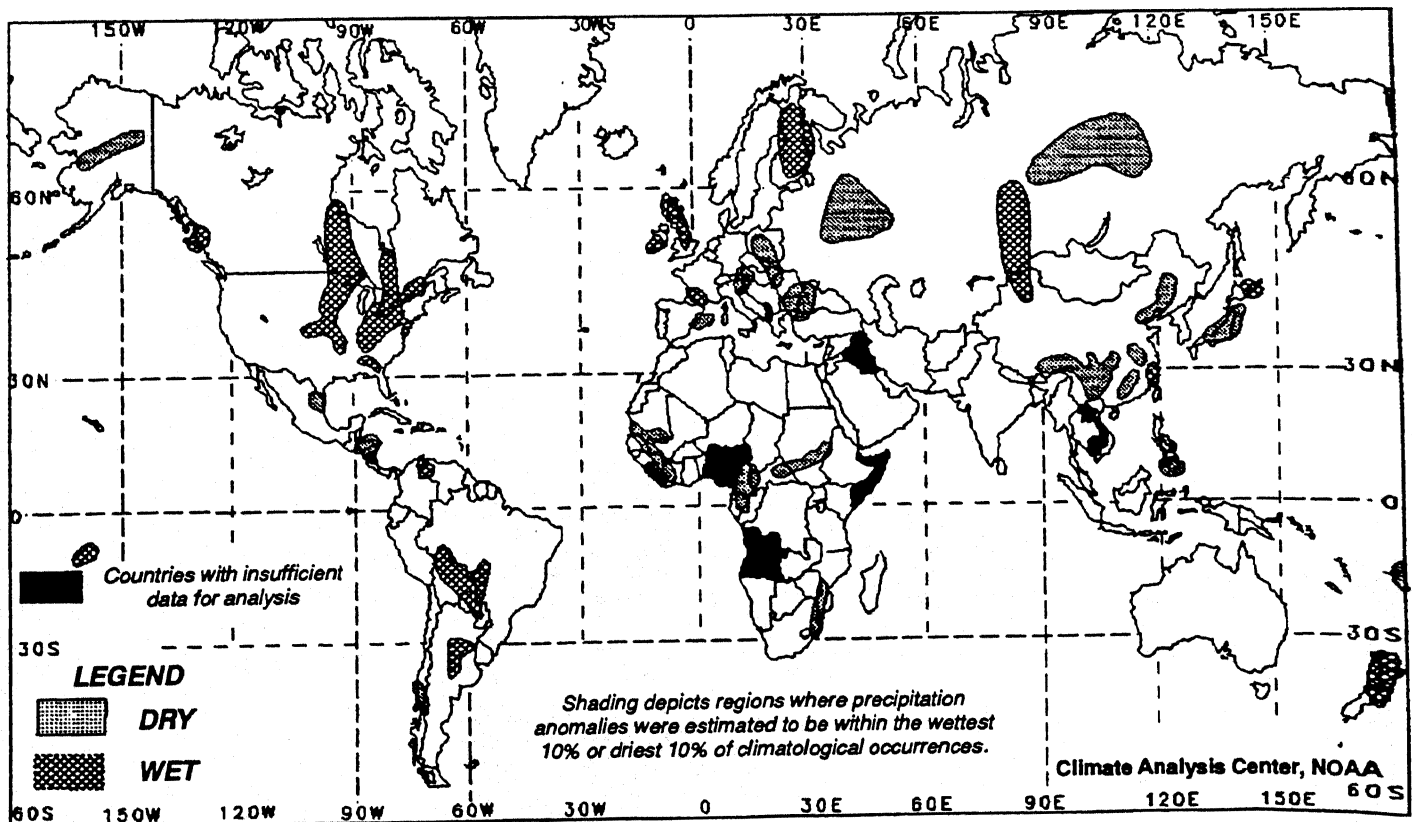 150W 120W 90W 60W 30W 0 30E 60E 90E 120E 150E
60N 60N
30N 30N
0 0
Countries with insufficient
data for analysis
30S 30S
LEGEND
DRY
WET
Shading depicts regions where precipitation
anomalies were estimated to be within the wettest
10% or driest 10% of climatological occurrences.
Climate Analysis Center, NOAA
60S 60S
150W 120W 90W 60W 30W 0 30E 60E 90E 120E 150E